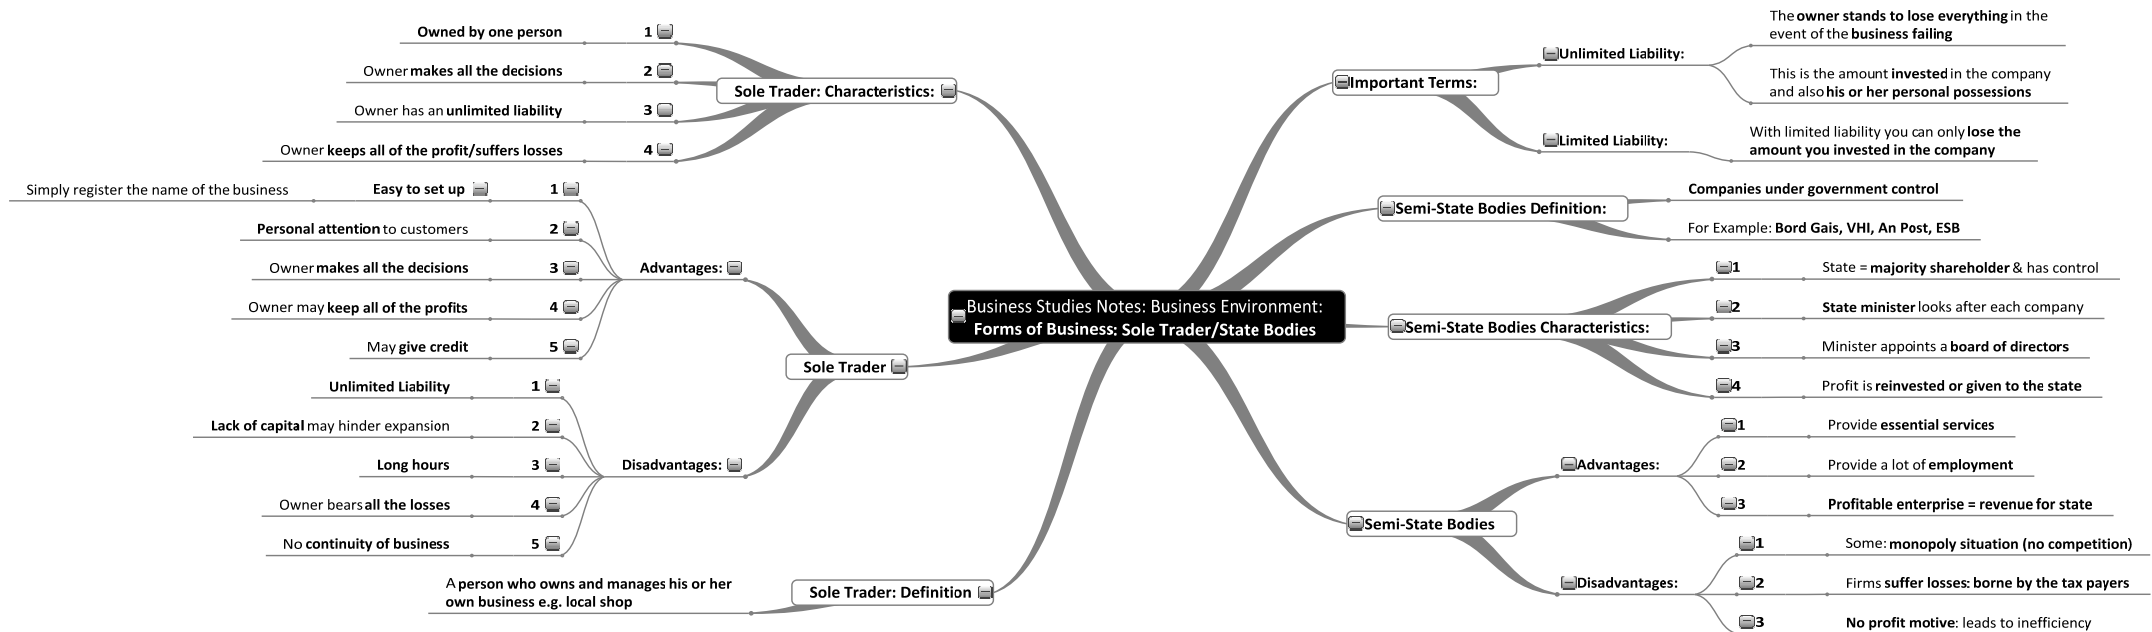 Business Studies Notes: Business Environment:
Forms of Business: Sole Trader/State Bodies
Important Terms:
Unlimited Liability:
The owner stands to lose everything in the
event of the business failing
This is the amount invested in the company
and also his or her personal possessions
Limited Liability:
With limited liability you can only lose the
amount you invested in the company
Semi-State Bodies Definition:
Companies under government control
For Example: Bord Gais, VHI, An Post, ESB
Semi-State Bodies Characteristics:
1 State = majority shareholder & has control
2 State minister looks after each company
3 Minister appoints a board of directors
4 Profit is reinvested or given to the state
Semi-State Bodies
Advantages:
1 Provide essential services
2 Provide a lot of employment
3 Profitable enterprise = revenue for state
Disadvantages:
1 Some: monopoly situation (no competition)
2 Firms suffer losses: borne by the tax payers
3 No profit motive: leads to inefficiency
Sole Trader: Characteristics:
Owned by one person 1
Owner makes all the decisions 2
Owner has an unlimited liability 3
Owner keeps all of the profit/suffers losses 4
Sole Trader
Advantages:
Simply register the name of the business Easy to set up 1
Personal attention to customers 2
Owner makes all the decisions 3
Owner may keep all of the profits 4
May give credit 5
Disadvantages:
Unlimited Liability 1
Lack of capital may hinder expansion 2
Long hours 3
Owner bears all the losses 4
No continuity of business 5
Sole Trader: Definition
A person who owns and manages his or her
own business e.g. local shop